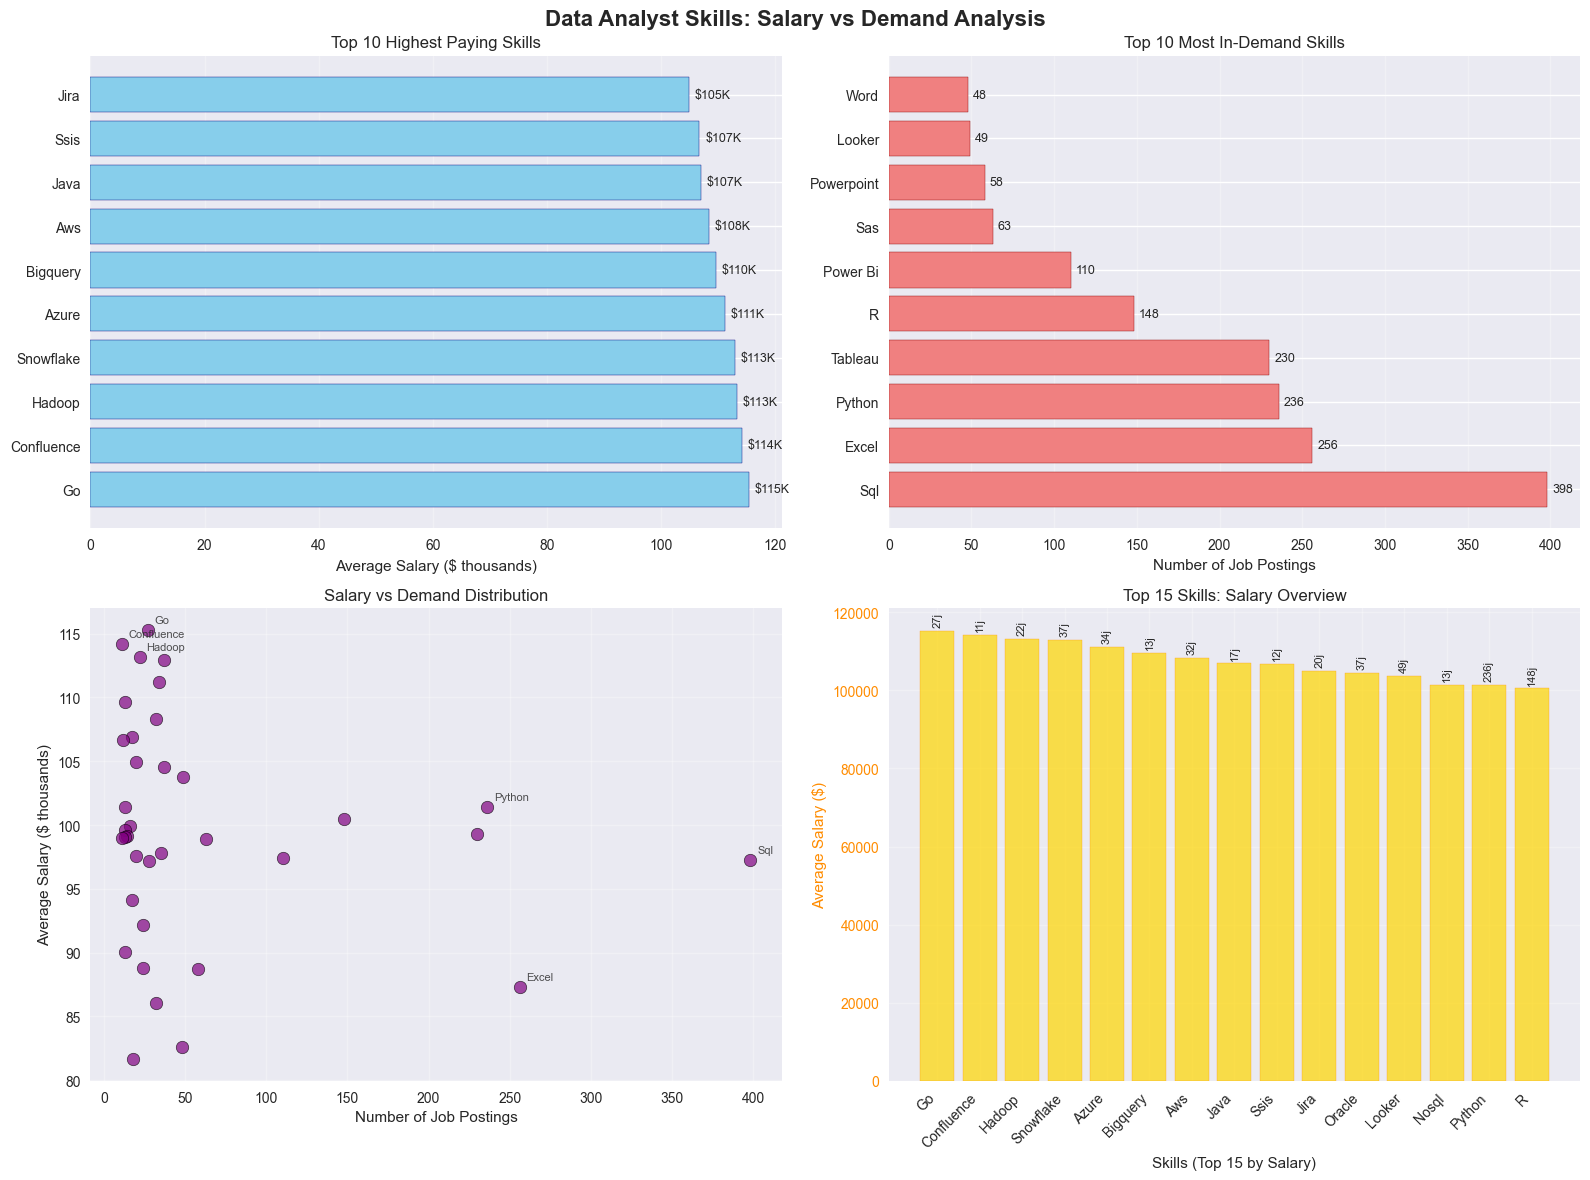 Data Analyst Skills: Salary vs Demand Analysis
Top 10 Highest Paying Skills
Jira $105K
Ssis $107K
Java $107K
Aws $108K
Bigquery $110K
Azure $111K
Snowflake $113K
Hadoop $113K
Confluence $114K
Go $115K
0 20 40 60 80 100 120
Average Salary ($ thousands)
Top 10 Most In-Demand Skills
Word 48
Looker 49
Powerpoint 58
Sas 63
Power Bi 110
R 148
Tableau 230
Python 236
Excel 256
Sql 398
0 50 100 150 200 250 300 350 400
Number of Job Postings
Salary vs Demand Distribution
Average Salary ($ thousands)
115
110
105
100
95
90
85
80
Go
Confluence
Hadoop
Python
Sql
Excel
0 50 100 150 200 250 300 350 400
Number of Job Postings
Top 15 Skills: Salary Overview
Average Salary ($)
120000
100000
80000
60000
40000
20000
0
27j 11j 22j 37j 34j 13j 32j 17j 12j 20j 37j 49j 13j 236j 148j
Go Confluence Hadoop Snowflake Azure Bigquery Aws Java Ssis Jira Oracle Looker Nosql Python R
Skills (Top 15 by Salary)